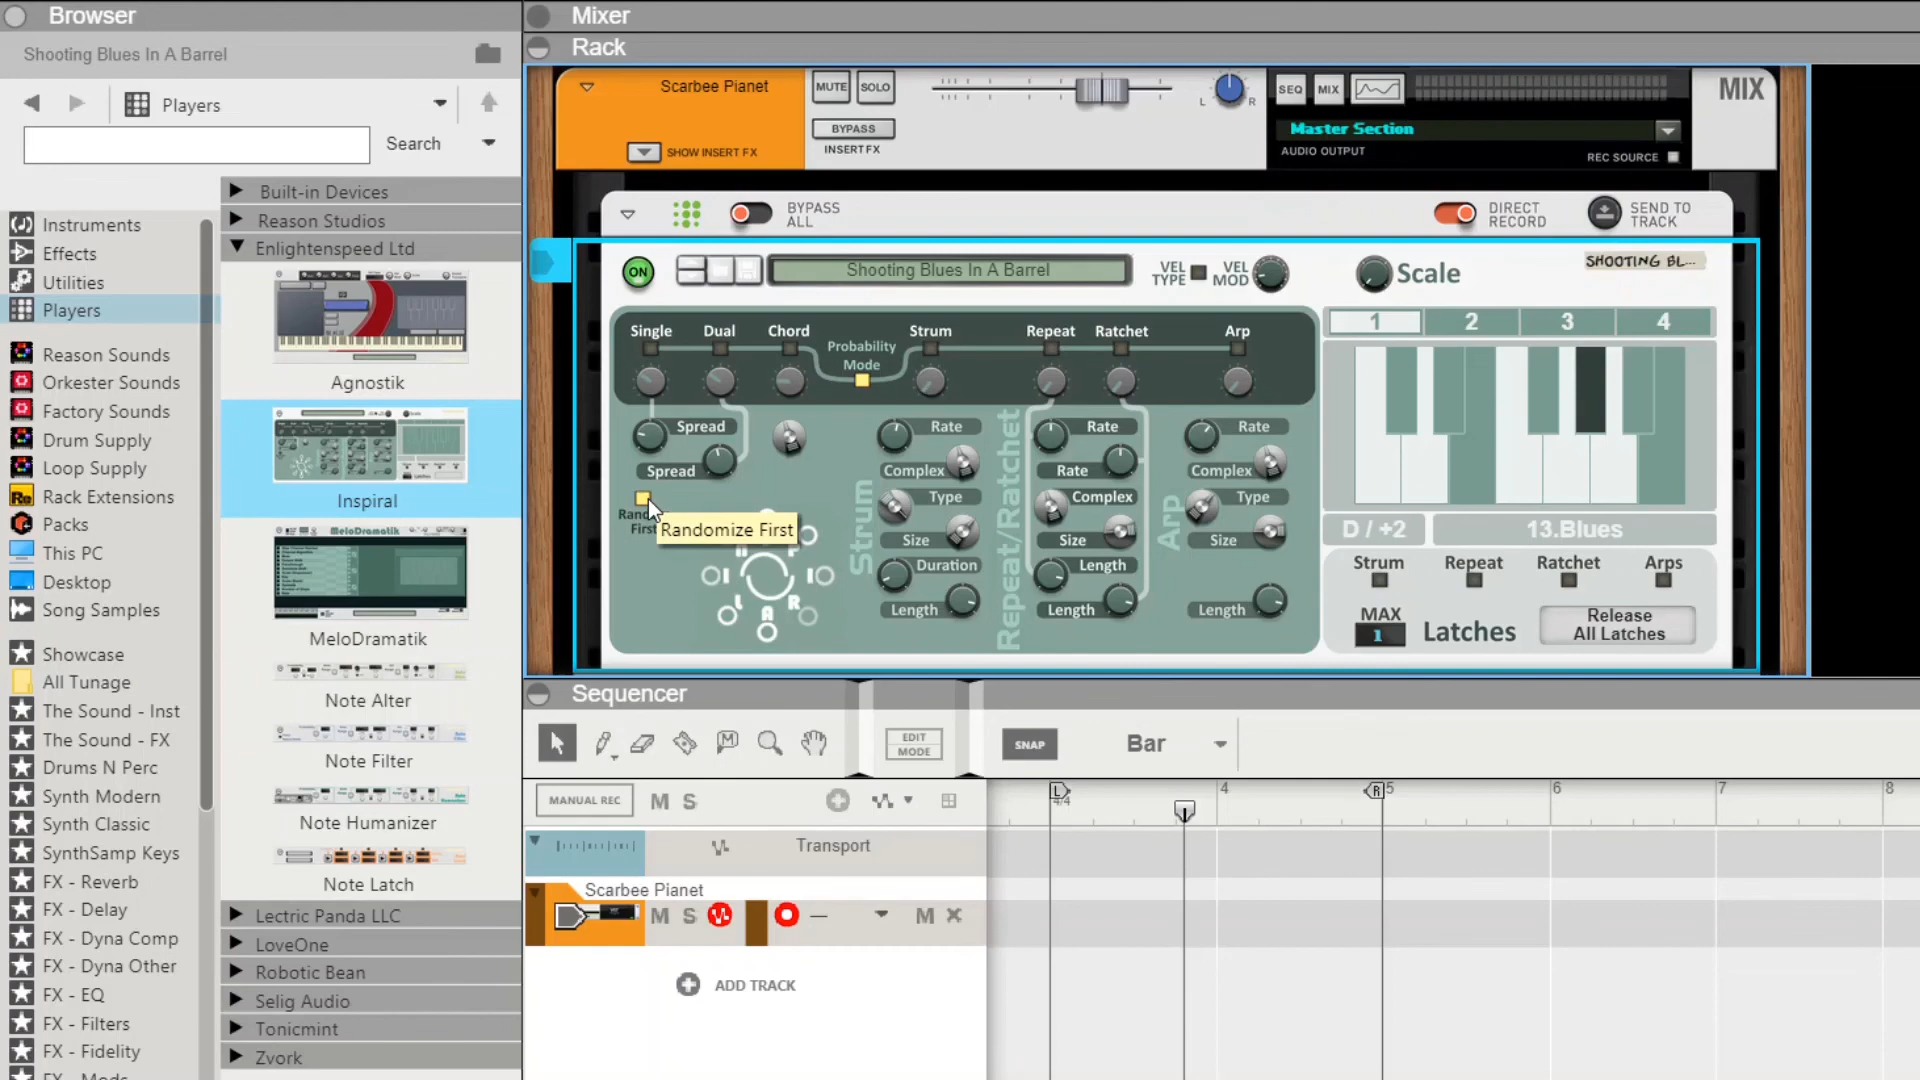 Browser
Shooting Blues In A Barrel
Players
Search
Instruments
Effects
Utilities
Players
Reason Sounds
Orkester Sounds
Factory Sounds
Drum Supply
Loop Supply
Rack Extensions
Packs
This PC
Desktop
Song Samples
Showcase
All Tunage
The Sound - Inst
The Sound - FX
Drums N Perc
Synth Modern
Synth Classic
SynthSamp Keys
FX - Reverb
FX - Delay
FX - Dyna Comp
FX - Dyna Other
FX - EQ
FX - Filters
FX - Fidelity
FX - Mods
Built-in Devices
Reason Studios
Enlightenspeed Ltd
Agnostik
Inspiral
MeloDramatik
MeloDramatik
Note Alter
Note Filter
Note Humanizer
Note Latch
Lectric Panda LLC
LoveOne
Robotic Bean
Selig Audio
Tonicmint
Zvork
Mixer
Rack
Scarbee Pianet
SHOW INSERT FX
MUTE SOLO
BYPASS
INSERT FX
L R
SEQ MIX
Master Section
AUDIO OUTPUT
REC SOURCE
MIX
BYPASS
ALL
DIRECT
RECORD
SEND TO
TRACK
ON
Shooting Blues In A Barrel
VEL
TYPE
VEL
MOD
Scale
SHOOTING BL...
Single Dual Chord Strum Repeat Ratchet Arp
Probability
Mode
Spread
Spread
Rand
First
Randomize First
L A R
Strum
Rate
Complex
Type
Size
Duration
Length
Repeat/Ratchet
Rate
Rate
Complex
Size
Length
Length
Arp
Rate
Complex
Type
Size
Length
1 2 3 4
D / +2
13.Blues
Strum Repeat Ratchet Arps
MAX
1
Latches
Release
All Latches
Sequencer
M
EDIT
MODE
SNAP
Bar
MANUAL REC
M S
L 4 R 5 6 7 8
4/4
Transport
Scarbee Pianet
M S
M
ADD TRACK